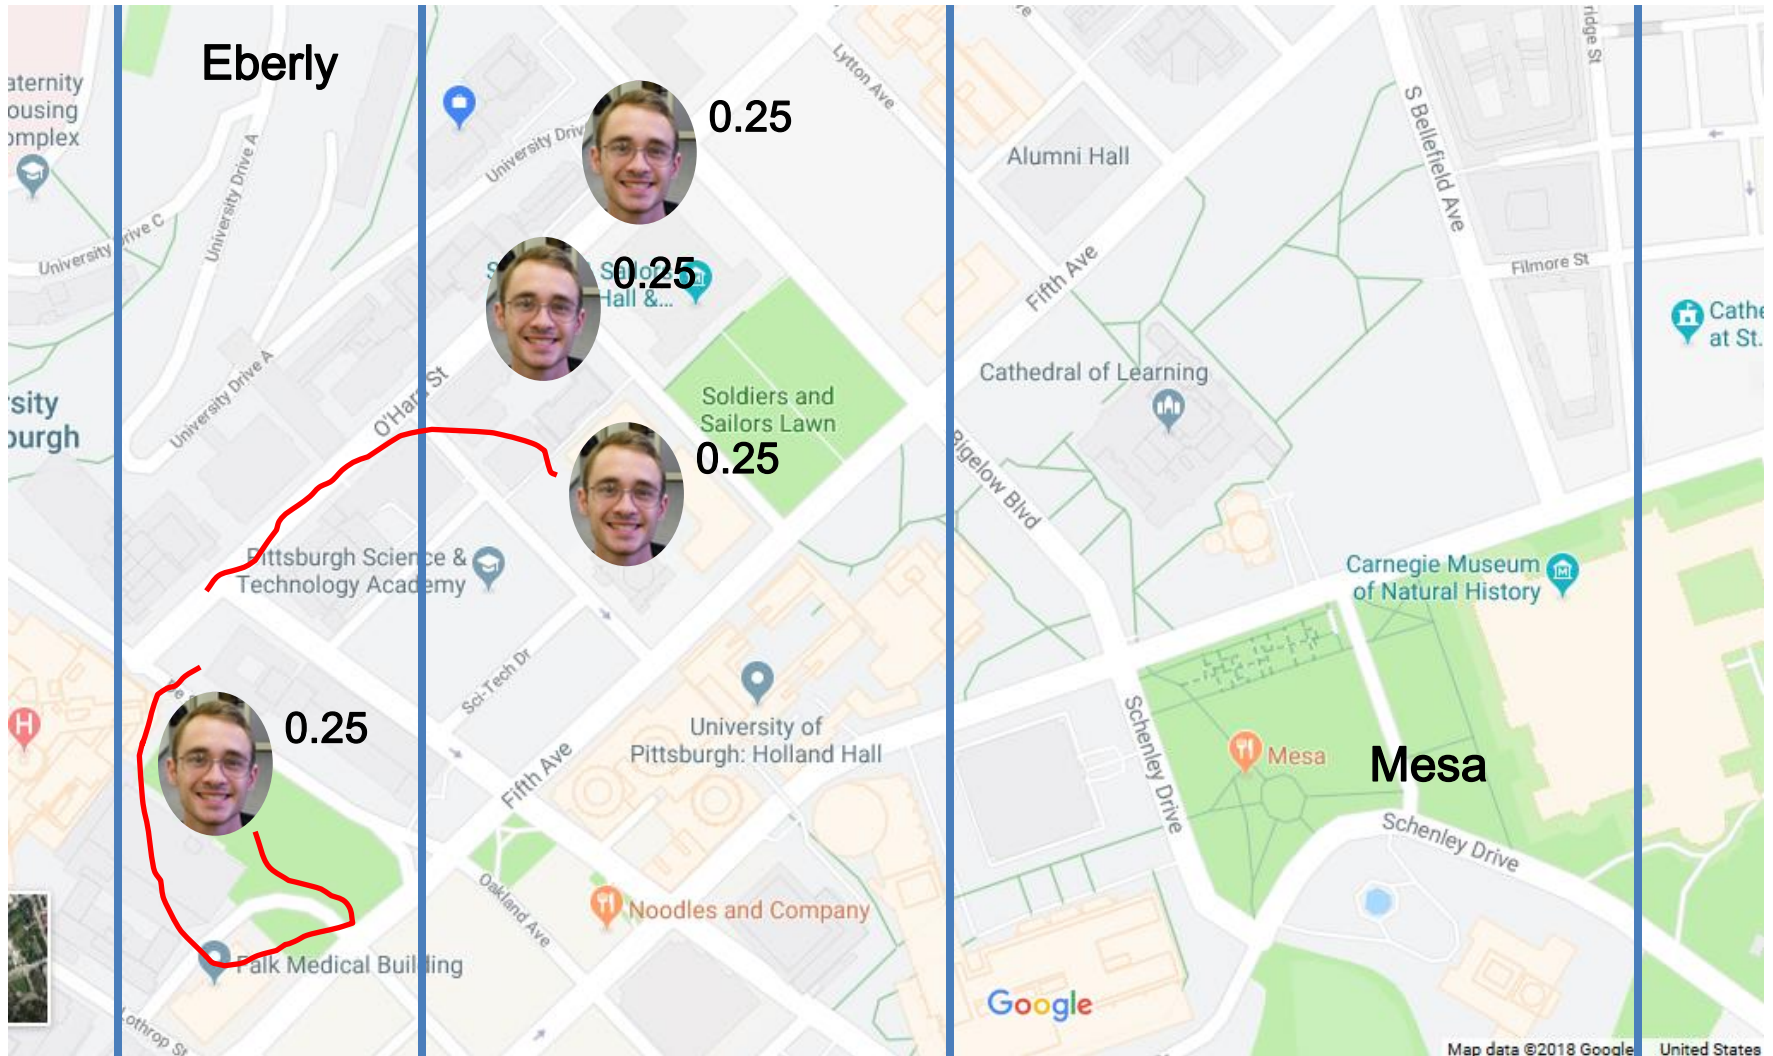 Eberly
0.25
0.25
0.25
0.25
Mesa
aternity
ousing
omplex
University Drive A
University Drive C
University Drive A
University Driv
Lytton Ave
S Bellefield Ave
ridge St
Alumni Hall
Fifth Ave
Filmore St
Cathe
at St.
S
Sailors
Hall &...
Soldiers and
Sailors Lawn
Cathedral of Learning
rsity
burgh
O'Hara St
Bigelow Blvd
Pittsburgh Science &
Technology Academy
Carnegie Museum
of Natural History
Sci-Tech Dr
University of
Pittsburgh: Holland Hall
H
Fifth Ave
Schenley Drive
Mesa
Schenley Drive
Oakland Ave
Noodles and Company
Falk Medical Building
Lothrop St
Google
Map data ©2018 Google
United States